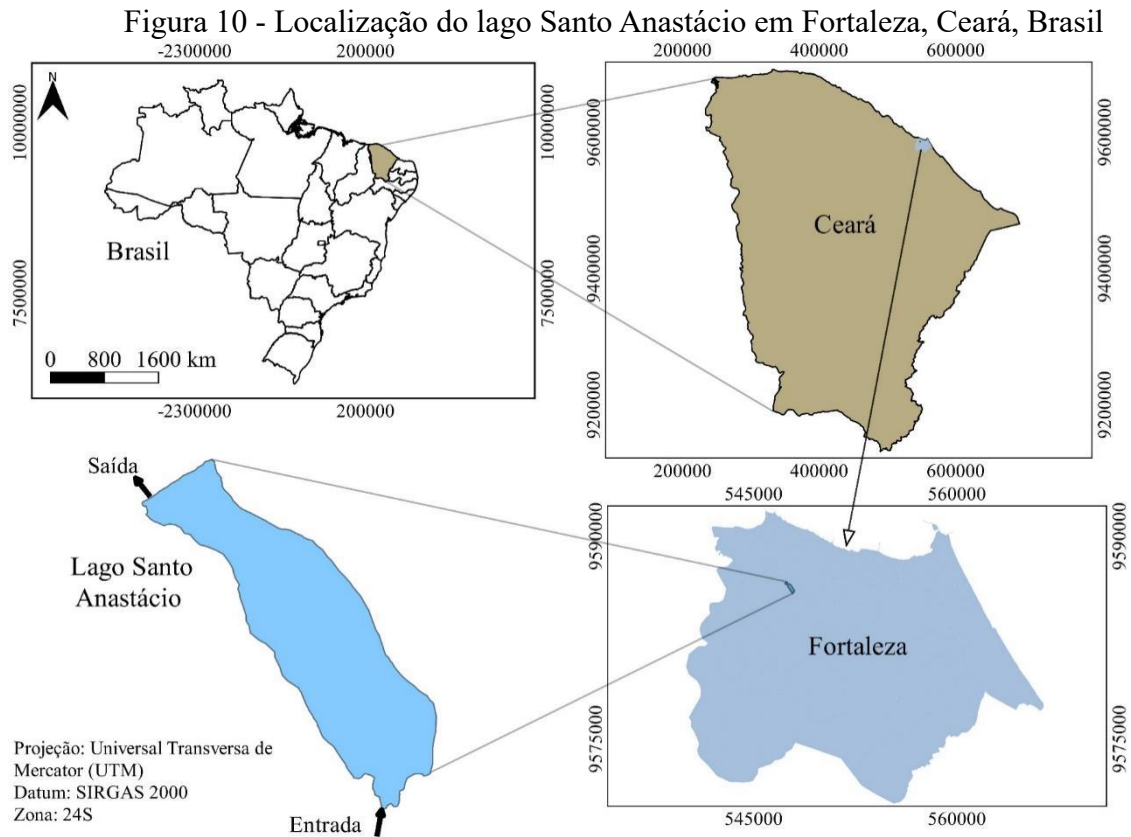 Figura 10 - Localização do lago Santo Anastácio em Fortaleza, Ceará, Brasil
-2300000 200000
N
10000000
7500000
Brasil
10000000
7500000
0 800 1600 km
-2300000 200000
200000 400000 600000
9600000
9400000
9200000
Ceará
9600000
9400000
9200000
200000 400000 600000
Saída
Lago Santo
Anastácio
Entrada
Projeção: Universal Transversa de
Mercator (UTM)
Datum: SIRGAS 2000
Zona: 24S
545000 560000
9590000
9575000
Fortaleza
9590000
9575000
545000 560000